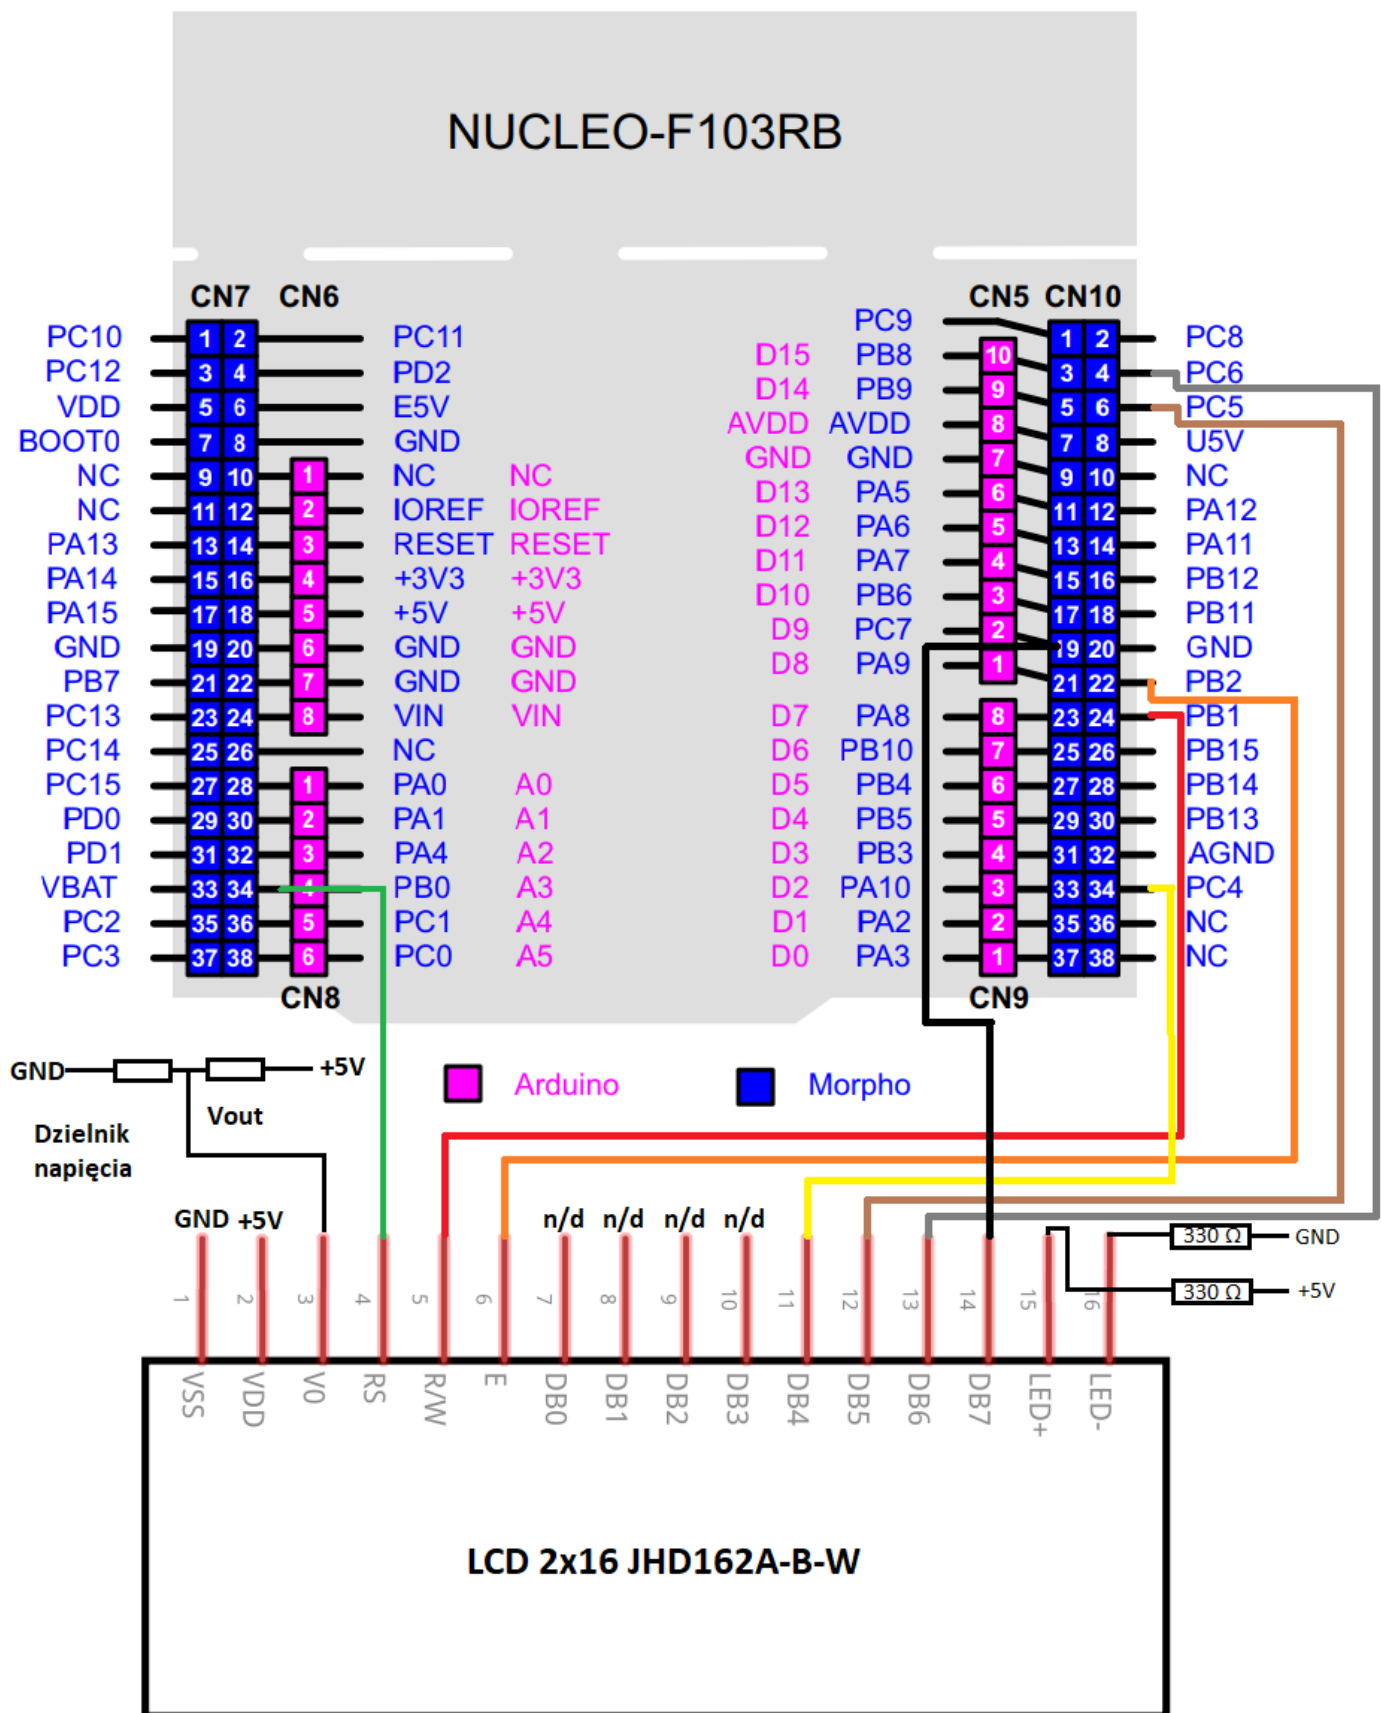 NUCLEO-F103RB
CN7 CN6 CN5 CN10
PC9
PC10 1 2 PC11 1 2 PC8
D15 PB8 10
PC12 3 4 PD2 3 4 PC6
D14 PB9 9
VDD 5 6 E5V 5 6 PC5
AVDD AVDD 8
BOOT0 7 8 GND 7 8 U5V
GND GND 7
NC 9 10 1 NC NC 9 10 NC
D13 PA5 6
NC 11 12 2 IOREF IOREF 11 12 PA12
D12 PA6 5
PA13 13 14 3 RESET RESET 13 14 PA11
D11 PA7 4
PA14 15 16 4 +3V3 +3V3 15 16 PB12
D10 PB6 3
PA15 17 18 5 +5V +5V 17 18 PB11
D9 PC7 2
GND 19 20 6 GND GND 19 20 GND
D8 PA9 1
PB7 21 22 7 GND GND 21 22 PB2
PC13 23 24 8 VIN VIN D7 PA8 8 23 24 PB1
PC14 25 26 NC D6 PB10 7 25 26 PB15
PC15 27 28 1 PA0 A0 D5 PB4 6 27 28 PB14
PD0 29 30 2 PA1 A1 D4 PB5 5 29 30 PB13
PD1 31 32 3 PA4 A2 D3 PB3 4 31 32 AGND
VBAT 33 34 4 PB0 A3 D2 PA10 3 33 34 PC4
PC2 35 36 5 PC1 A4 D1 PA2 2 35 36 NC
PC3 37 38 6 PC0 A5 D0 PA3 1 37 38 NC
CN8 CN9
GND +5V
Arduino Morpho
Vout
Dzielnik
napięcia
GND +5V n/d n/d n/d n/d
330 Ω GND
330 Ω +5V
1 2 3 4 5 6 7 8 9 10 11 12 13 14 15 16
VSS VDD V0 RS R/W E DB0 DB1 DB2 DB3 DB4 DB5 DB6 DB7 LED+ LED-
LCD 2x16 JHD162A-B-W